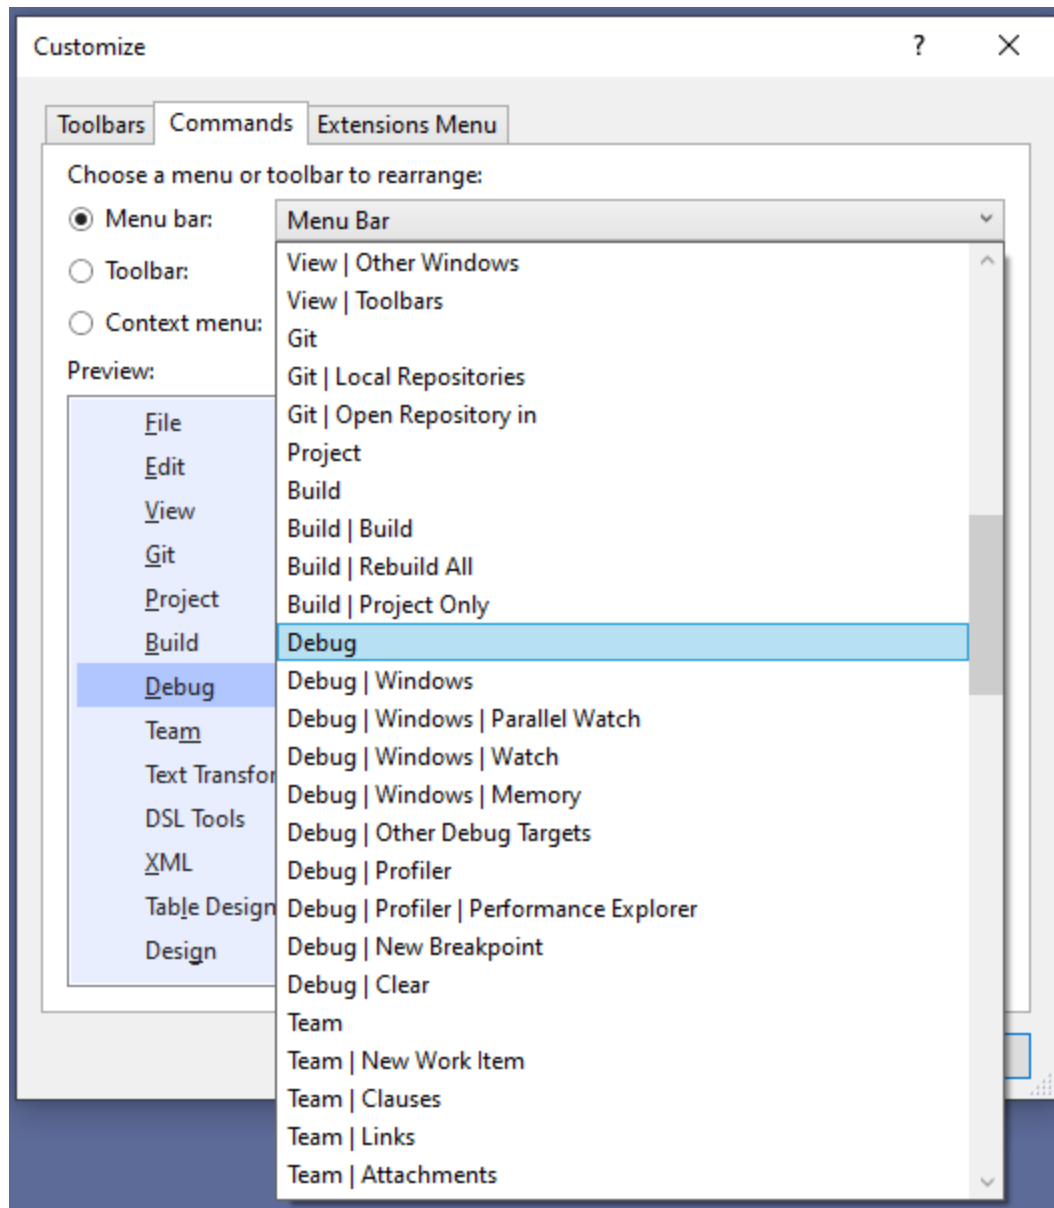 Customize ?
Toolbars Commands Extensions Menu
Choose a menu or toolbar to rearrange:
Menu bar: Menu Bar
Toolbar:
Context menu:
Preview:
File
Edit
View
Git
Project
Build
Debug
Team
Text Transfor
DSL Tools
XML
Table Design
Design
View | Other Windows
View | Toolbars
Git
Git | Local Repositories
Git | Open Repository in
Project
Build
Build | Build
Build | Rebuild All
Build | Project Only
Debug
Debug | Windows
Debug | Windows | Parallel Watch
Debug | Windows | Watch
Debug | Windows | Memory
Debug | Other Debug Targets
Debug | Profiler
Debug | Profiler | Performance Explorer
Debug | New Breakpoint
Debug | Clear
Team
Team | New Work Item
Team | Clauses
Team | Links
Team | Attachments